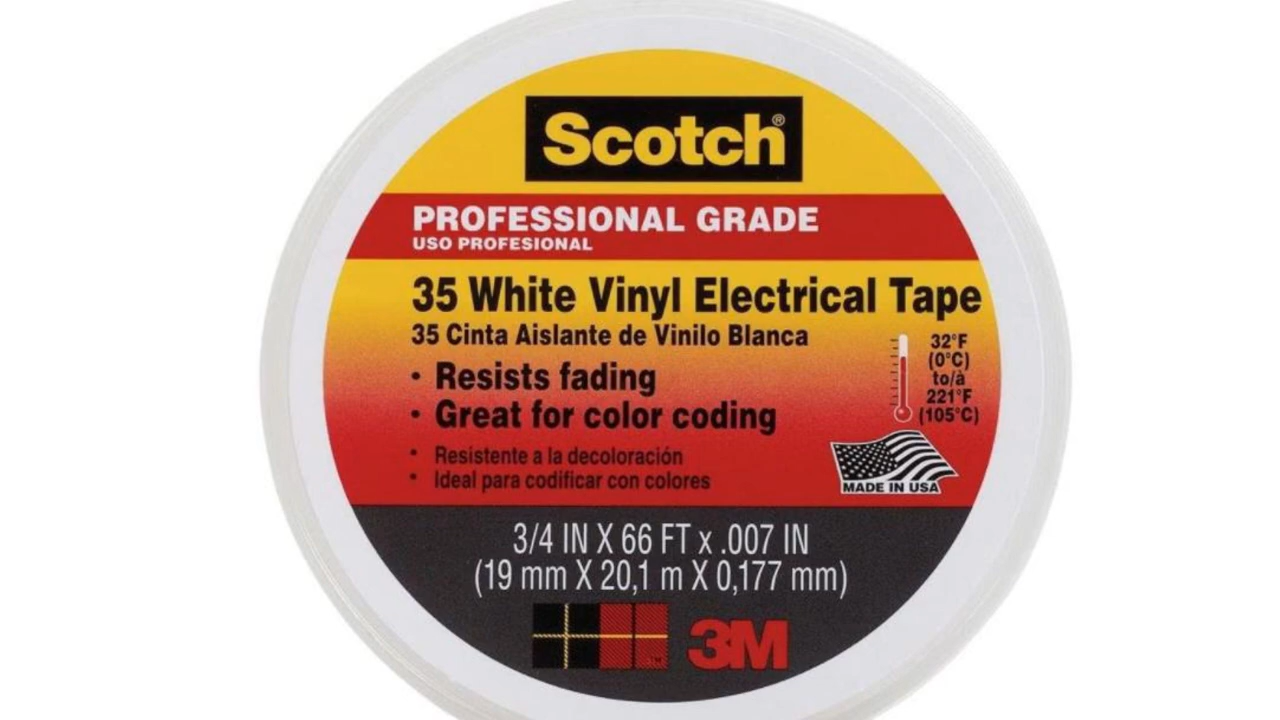 Scotch®
PROFESSIONAL GRADE
USO PROFESIONAL
35 White Vinyl Electrical Tape
35 Cinta Aislante de Vinilo Blanca
• Resists fading
• Great for color coding
• Resistente a la decoloración
• Ideal para codificar con colores
32°F
(0°C)
to/à
221°F
(105°C)
MADE IN USA
3/4 IN X 66 FT x .007 IN
(19 mm X 20,1 m X 0,177 mm)
TM
3M